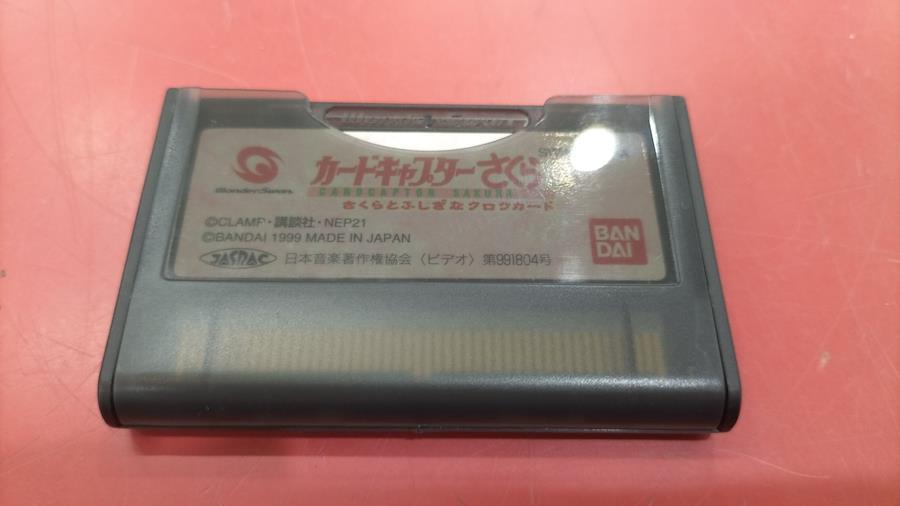 WonderSwan
カードキャプターさくら
CARDCAPTOR SAKURA
さくらとふしぎなクロウカード
WonderSwan
©CLAMP・講談社・NEP21
©BANDAI 1999 MADE IN JAPAN
JASRAC 日本音楽著作権協会〈ビデオ〉第991804号
BAN
DAI